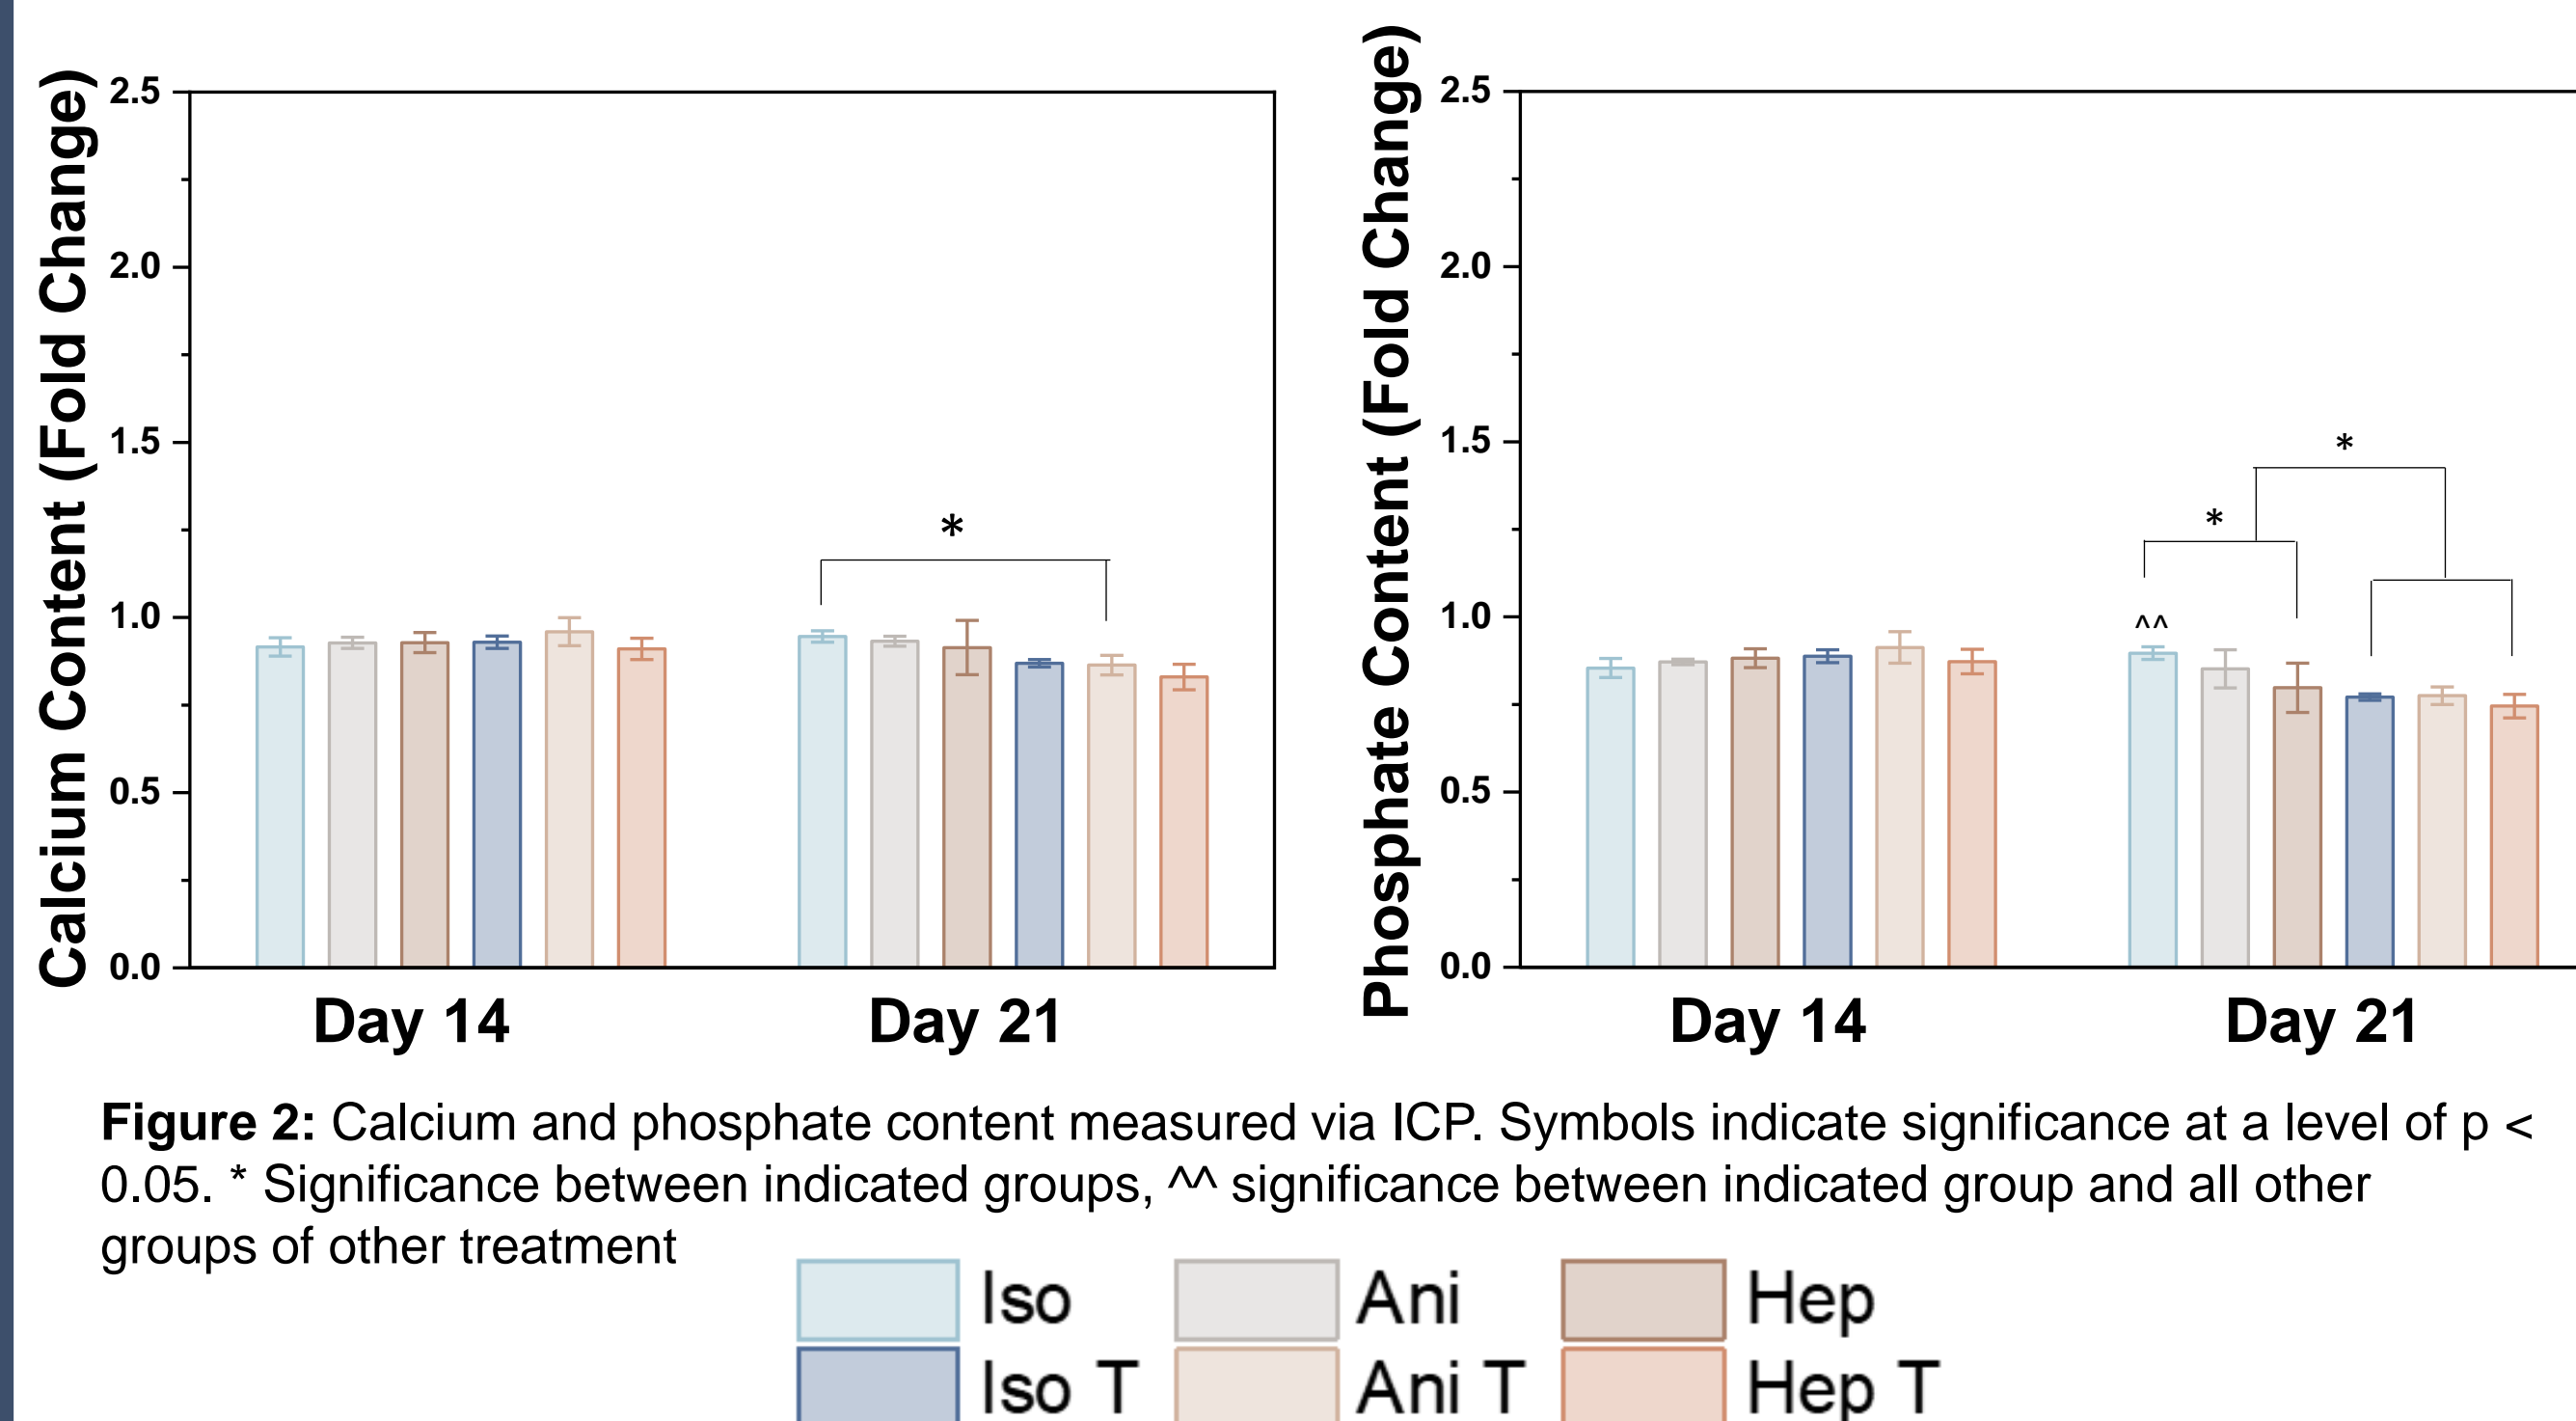 Calcium Content (Fold Change)
2.5
2.0
1.5
1.0
0.5
0.0
*
Day 14
Day 21
Phosphate Content (Fold Change)
2.5
2.0
1.5
1.0
0.5
0.0
*
*
^^
Day 14
Day 21
Figure 2: Calcium and phosphate content measured via ICP. Symbols indicate significance at a level of p <
0.05. * Significance between indicated groups, ^^ significance between indicated group and all other
groups of other treatment
Iso
Ani
Hep
Iso T
Ani T
Hep T